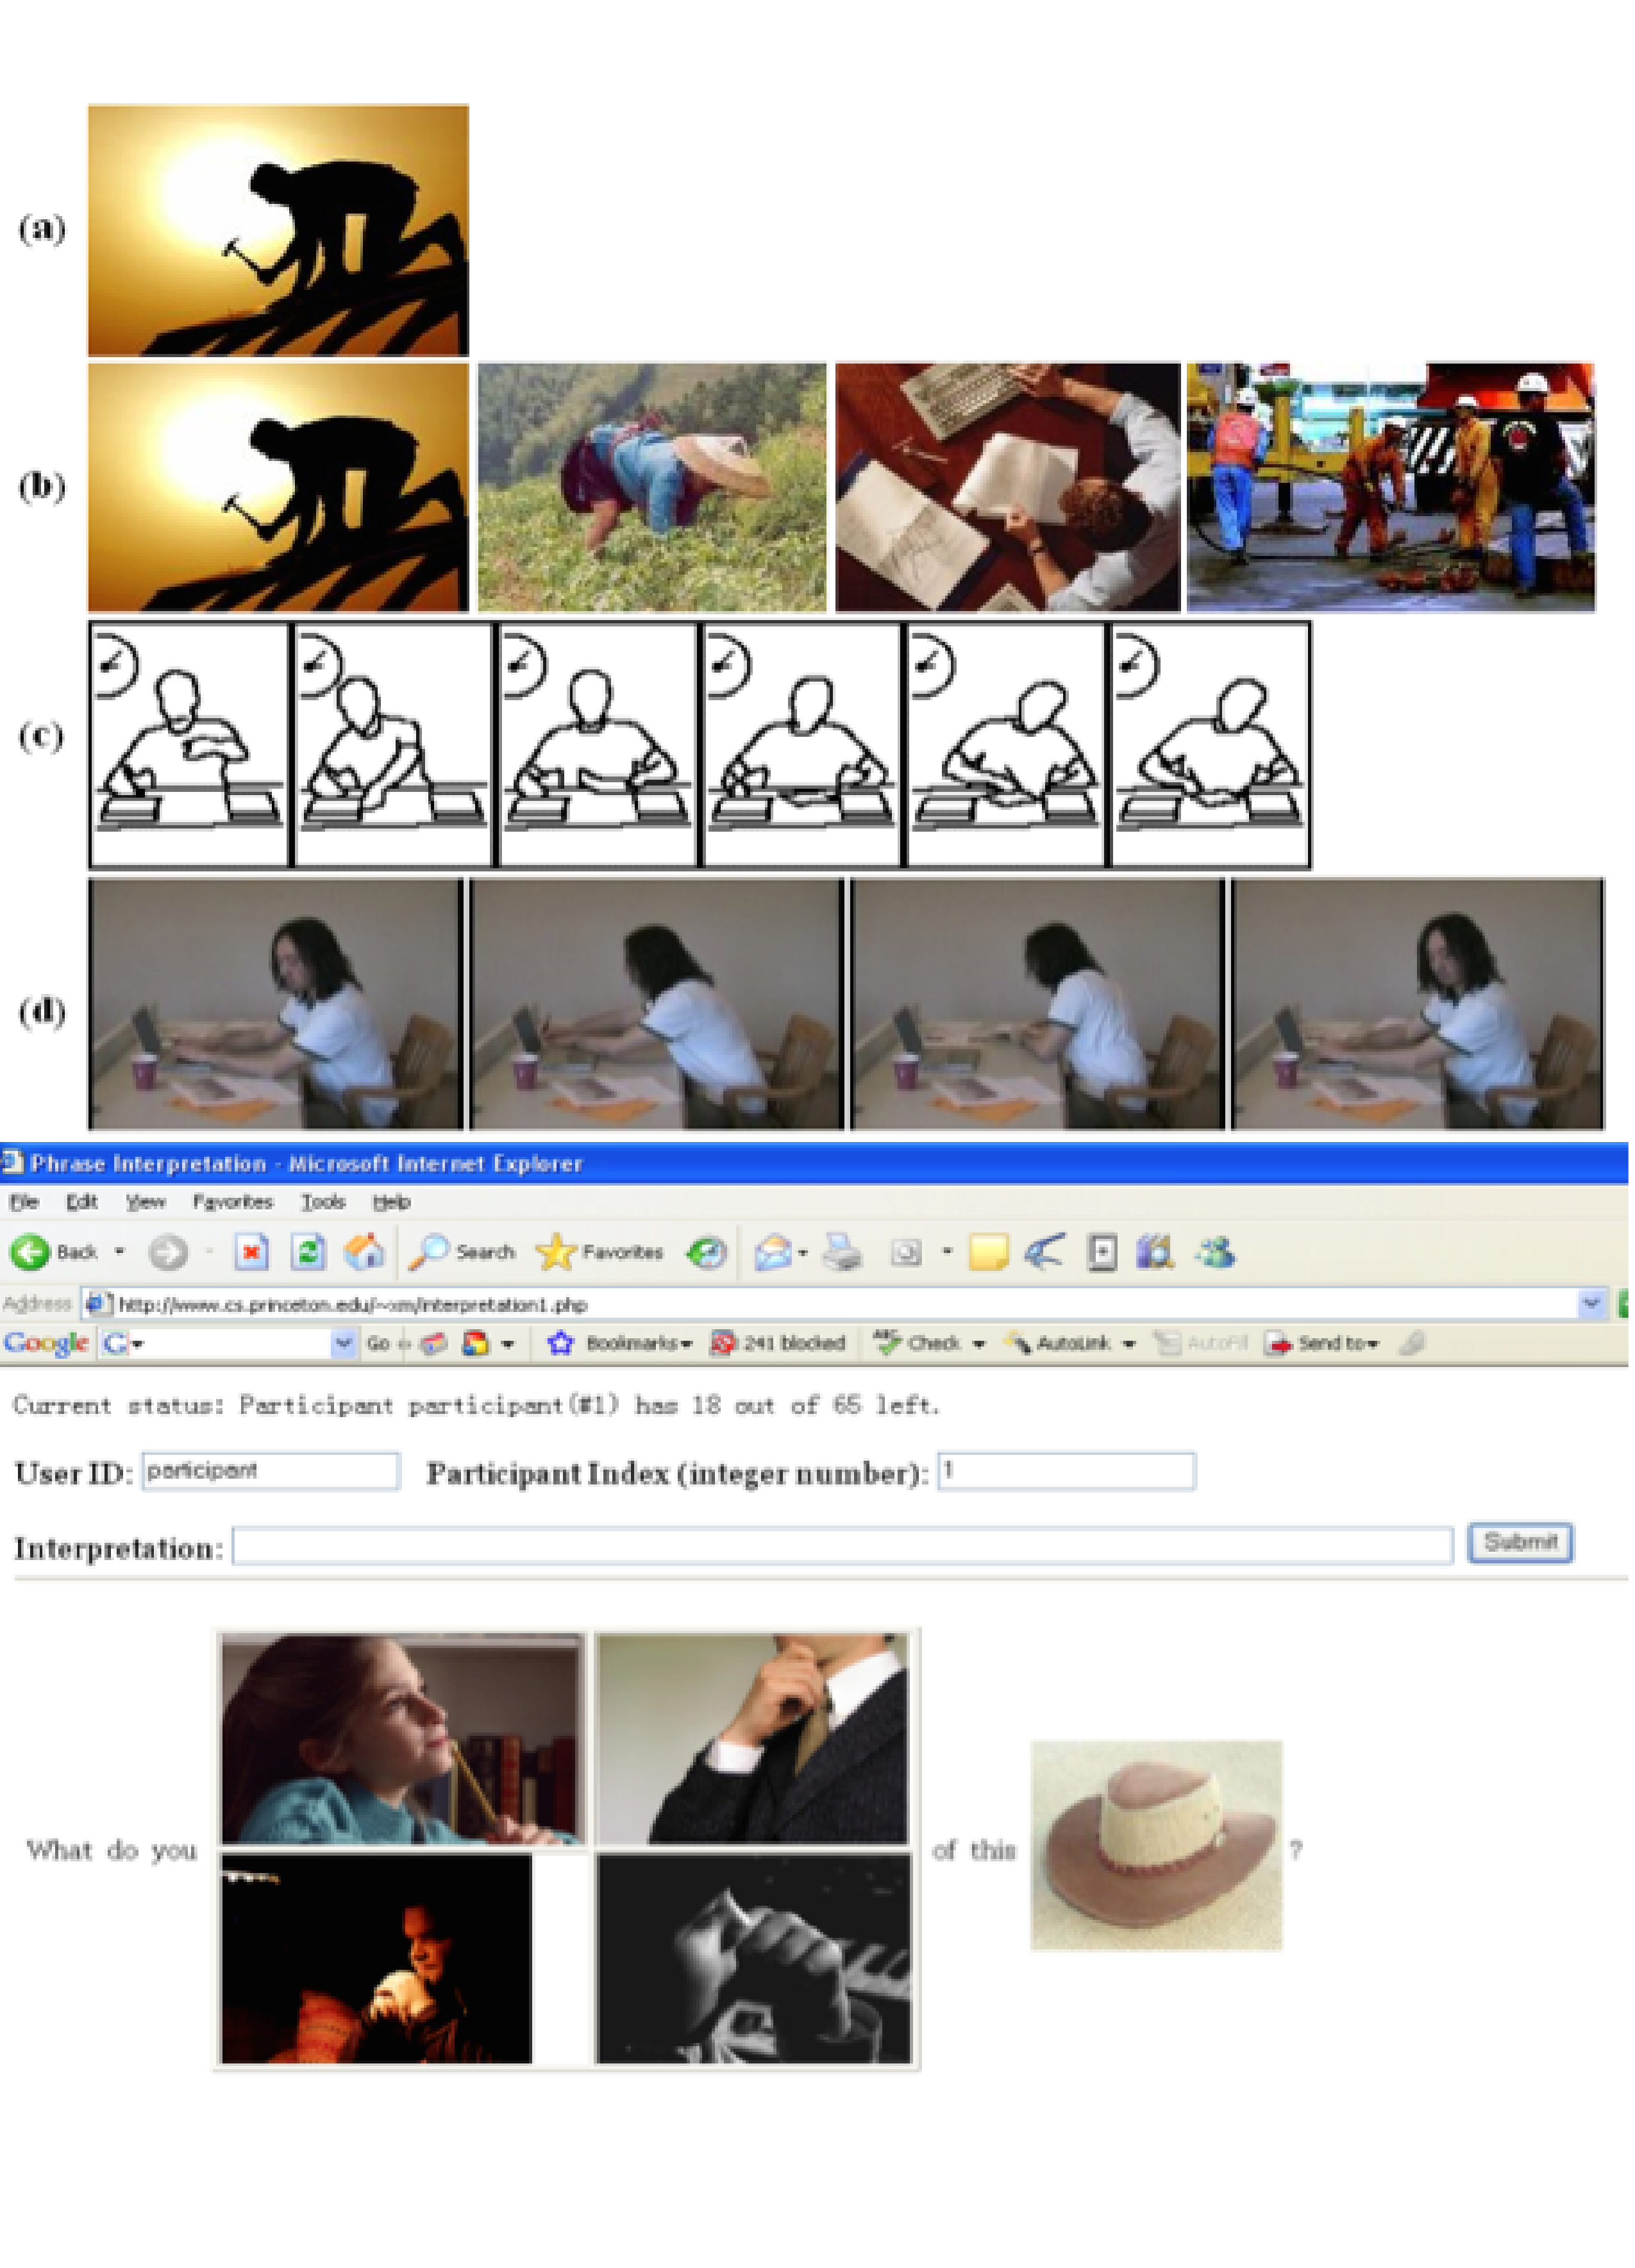 (a)
(b)
(c)
(d)
Phrase Interpretation - Microsoft Internet Explorer
File Edit View Favorites Tools Help
Back Search Favorites
Address http://www.cs.princeton.edu/~xm/interpretation1.php
Google G Go Bookmarks 241 blocked ABC Check AutoLink AutoFill Send to
Current status: Participant participant(#1) has 18 out of 65 left.
User ID: participant Participant Index (integer number): 1
Interpretation: Submit
What do you of this ?